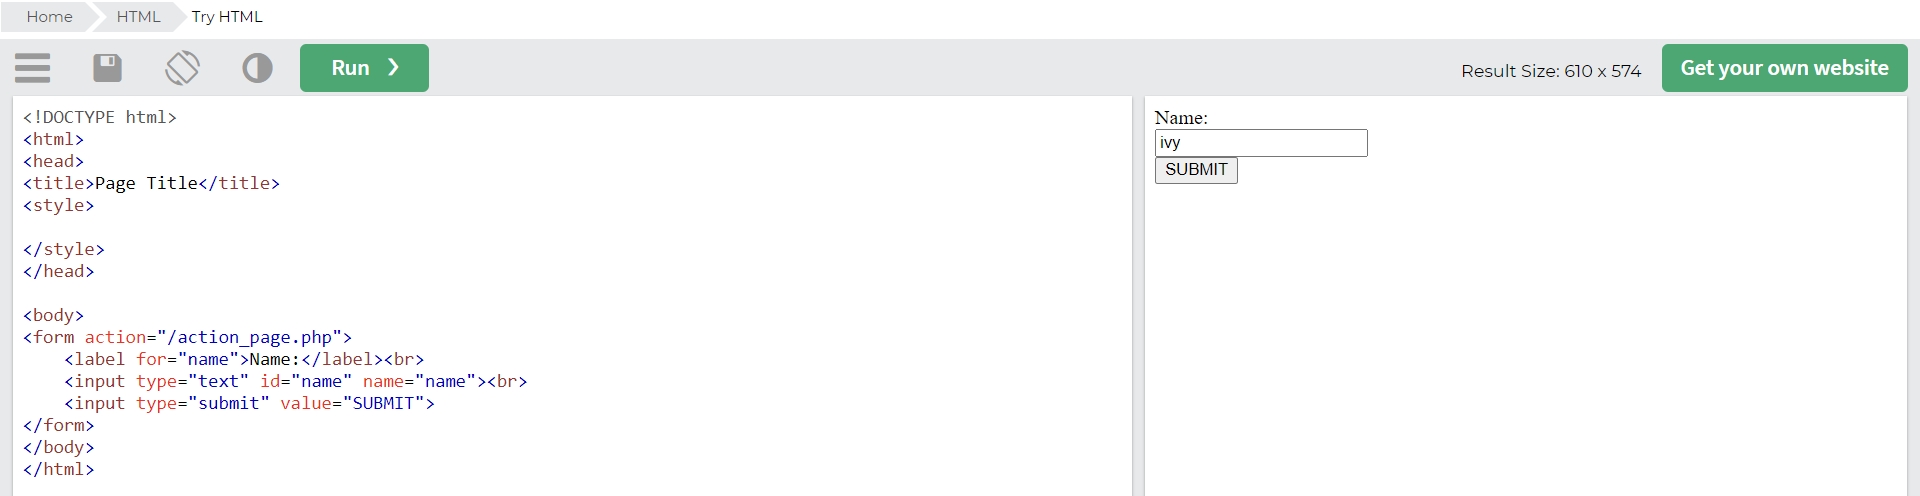 Home HTML Try HTML
Run ❯ Result Size: 610 x 574 Get your own website
<!DOCTYPE html>
<html>
<head>
<title>Page Title</title>
<style>
</style>
</head>
<body>
<form action="/action_page.php">
    <label for="name">Name:</label><br>
    <input type="text" id="name" name="name"><br>
    <input type="submit" value="SUBMIT">
</form>
</body>
</html>
Name:
ivy
SUBMIT